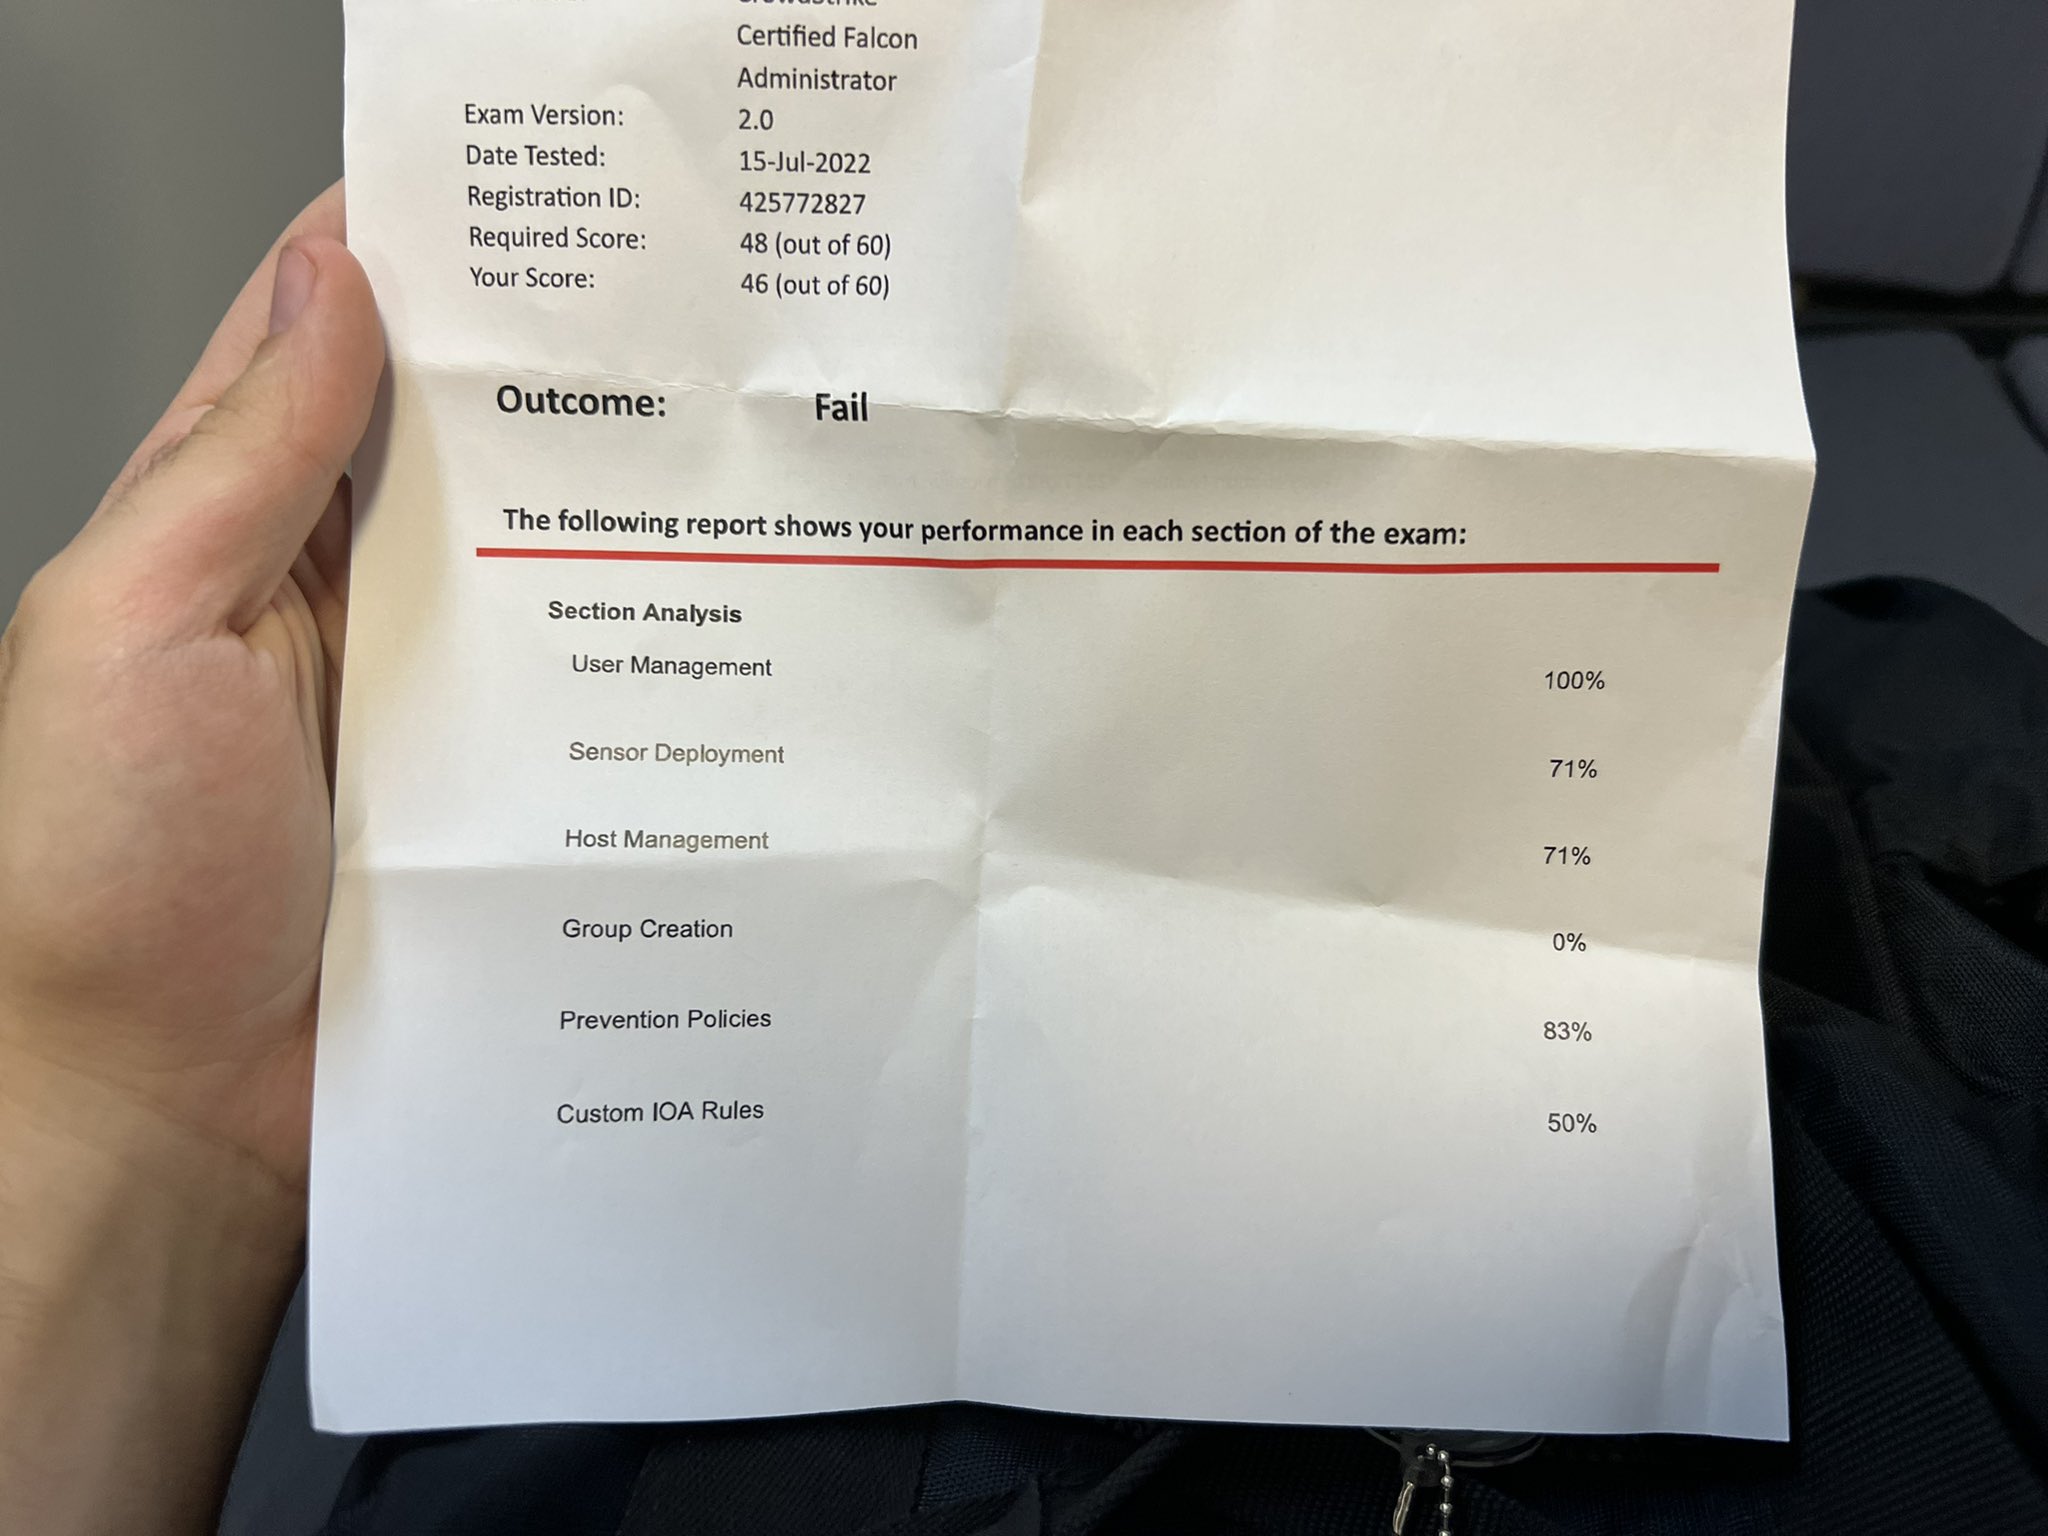 Certified Falcon
Administrator
Exam Version: 2.0
Date Tested: 15-Jul-2022
Registration ID: 425772827
Required Score: 48 (out of 60)
Your Score: 46 (out of 60)
Outcome: Fail
The following report shows your performance in each section of the exam:
Section Analysis
User Management 100%
Sensor Deployment 71%
Host Management 71%
Group Creation 0%
Prevention Policies 83%
Custom IOA Rules 50%